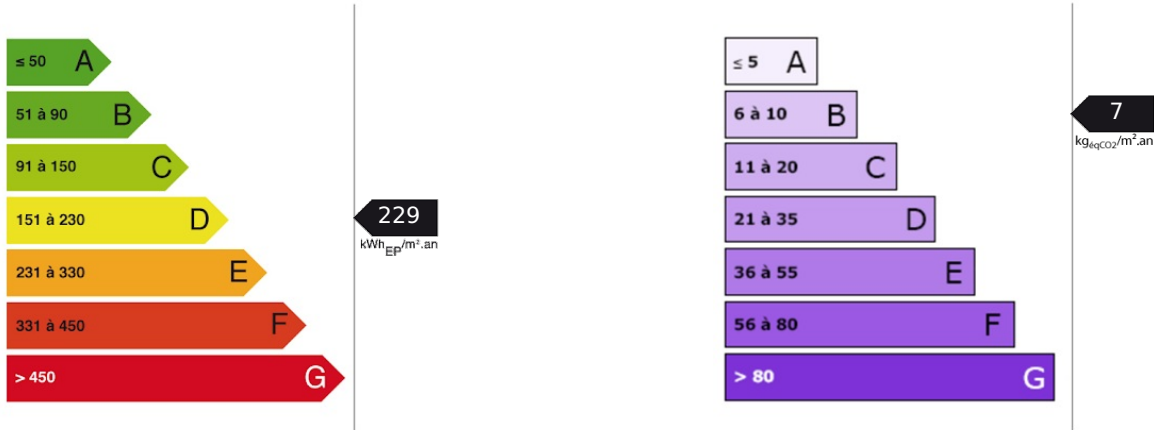 ≤ 50 A
51 à 90 B
91 à 150 C
151 à 230 D
231 à 330 E
331 à 450 F
> 450 G
229
kWhEP/m².an
≤ 5 A
6 à 10 B
11 à 20 C
21 à 35 D
36 à 55 E
56 à 80 F
> 80 G
7
kgéqCO2/m².an